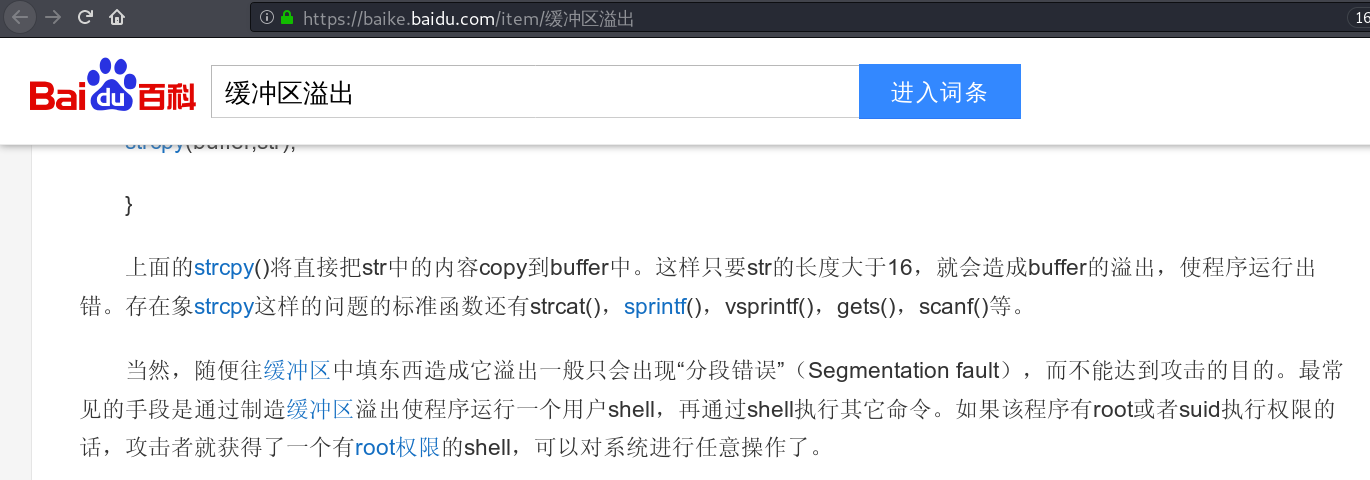 https://baike.baidu.com/item/缓冲区溢出
16
Bai du 百科
缓冲区溢出
进入词条
strcpy(buffer,str);
}
上面的strcpy()将直接把str中的内容copy到buffer中。这样只要str的长度大于16，就会造成buffer的溢出，使程序运行出
错。存在象strcpy这样的问题的标准函数还有strcat()，sprintf()，vsprintf()，gets()，scanf()等。
当然，随便往缓冲区中填东西造成它溢出一般只会出现“分段错误”（Segmentation fault），而不能达到攻击的目的。最常
见的手段是通过制造缓冲区溢出使程序运行一个用户shell，再通过shell执行其它命令。如果该程序有root或者suid执行权限的
话，攻击者就获得了一个有root权限的shell，可以对系统进行任意操作了。